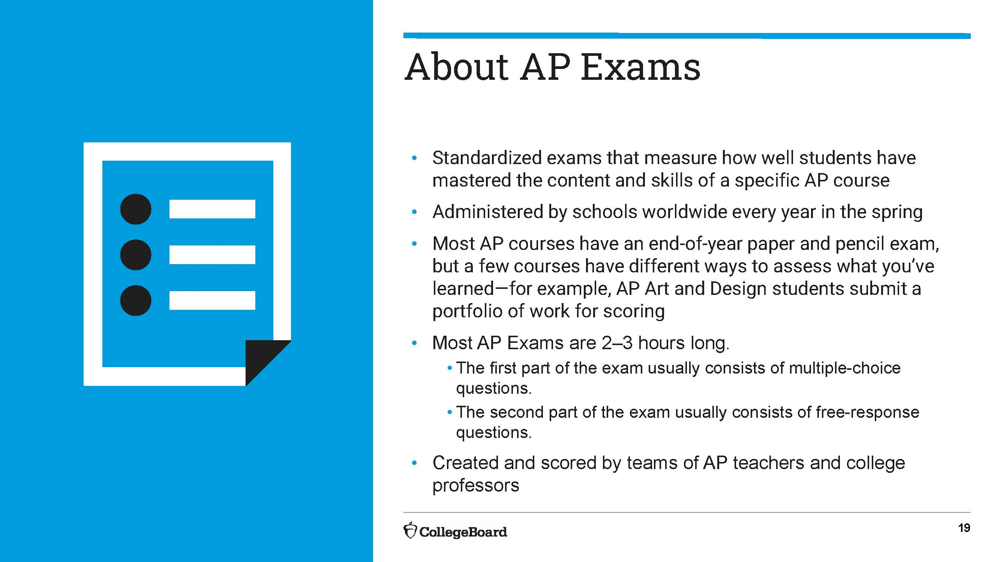 About AP Exams
• Standardized exams that measure how well students have
mastered the content and skills of a specific AP course
• Administered by schools worldwide every year in the spring
• Most AP courses have an end-of-year paper and pencil exam,
but a few courses have different ways to assess what you’ve
learned—for example, AP Art and Design students submit a
portfolio of work for scoring
• Most AP Exams are 2–3 hours long.
• The first part of the exam usually consists of multiple-choice
questions.
• The second part of the exam usually consists of free-response
questions.
• Created and scored by teams of AP teachers and college
professors
CollegeBoard
19